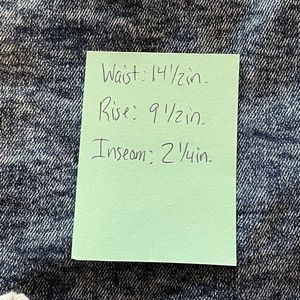 Waist: 14 1/2 in.
Rise: 9 1/2 in.
Inseam: 2 1/4 in.